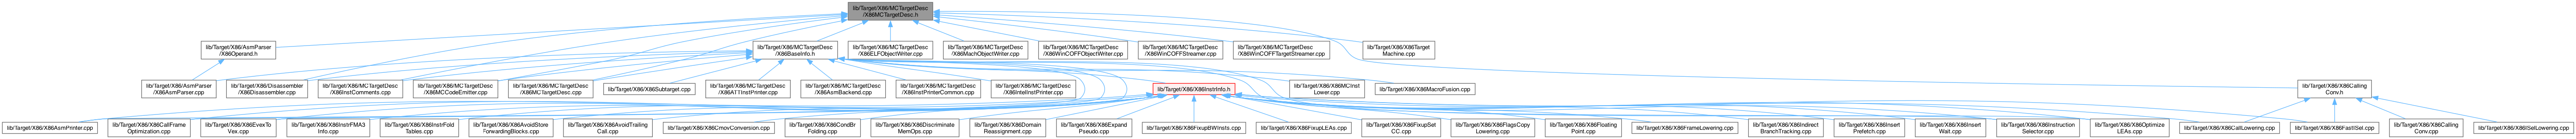 lib/Target/X86/MCTargetDesc
/X86MCTargetDesc.h
lib/Target/X86/AsmParser
/X86Operand.h
lib/Target/X86/MCTargetDesc
/X86BaseInfo.h
lib/Target/X86/MCTargetDesc
/X86ELFObjectWriter.cpp
lib/Target/X86/MCTargetDesc
/X86MachObjectWriter.cpp
lib/Target/X86/MCTargetDesc
/X86WinCOFFObjectWriter.cpp
lib/Target/X86/MCTargetDesc
/X86WinCOFFStreamer.cpp
lib/Target/X86/MCTargetDesc
/X86WinCOFFTargetStreamer.cpp
lib/Target/X86/X86Target
Machine.cpp
lib/Target/X86/AsmParser
/X86AsmParser.cpp
lib/Target/X86/Disassembler
/X86Disassembler.cpp
lib/Target/X86/MCTargetDesc
/X86InstComments.cpp
lib/Target/X86/MCTargetDesc
/X86MCCodeEmitter.cpp
lib/Target/X86/MCTargetDesc
/X86MCTargetDesc.cpp
lib/Target/X86/X86Subtarget.cpp
lib/Target/X86/MCTargetDesc
/X86ATTInstPrinter.cpp
lib/Target/X86/MCTargetDesc
/X86AsmBackend.cpp
lib/Target/X86/MCTargetDesc
/X86InstPrinterCommon.cpp
lib/Target/X86/MCTargetDesc
/X86IntelInstPrinter.cpp
lib/Target/X86/X86InstrInfo.h
lib/Target/X86/X86MCInst
Lower.cpp
lib/Target/X86/X86MacroFusion.cpp
lib/Target/X86/X86Calling
Conv.h
lib/Target/X86/X86AsmPrinter.cpp
lib/Target/X86/X86CallFrame
Optimization.cpp
lib/Target/X86/X86EvexTo
Vex.cpp
lib/Target/X86/X86InstrFMA3
Info.cpp
lib/Target/X86/X86InstrFold
Tables.cpp
lib/Target/X86/X86AvoidStore
ForwardingBlocks.cpp
lib/Target/X86/X86AvoidTrailing
Call.cpp
lib/Target/X86/X86CmovConversion.cpp
lib/Target/X86/X86CondBr
Folding.cpp
lib/Target/X86/X86Discriminate
MemOps.cpp
lib/Target/X86/X86Domain
Reassignment.cpp
lib/Target/X86/X86Expand
Pseudo.cpp
lib/Target/X86/X86FixupBWInsts.cpp
lib/Target/X86/X86FixupLEAs.cpp
lib/Target/X86/X86FixupSet
CC.cpp
lib/Target/X86/X86FlagsCopy
Lowering.cpp
lib/Target/X86/X86Floating
Point.cpp
lib/Target/X86/X86FrameLowering.cpp
lib/Target/X86/X86Indirect
BranchTracking.cpp
lib/Target/X86/X86Insert
Prefetch.cpp
lib/Target/X86/X86Insert
Wait.cpp
lib/Target/X86/X86Instruction
Selector.cpp
lib/Target/X86/X86Optimize
LEAs.cpp
lib/Target/X86/X86CallLowering.cpp
lib/Target/X86/X86FastISel.cpp
lib/Target/X86/X86Calling
Conv.cpp
lib/Target/X86/X86ISelLowering.cpp